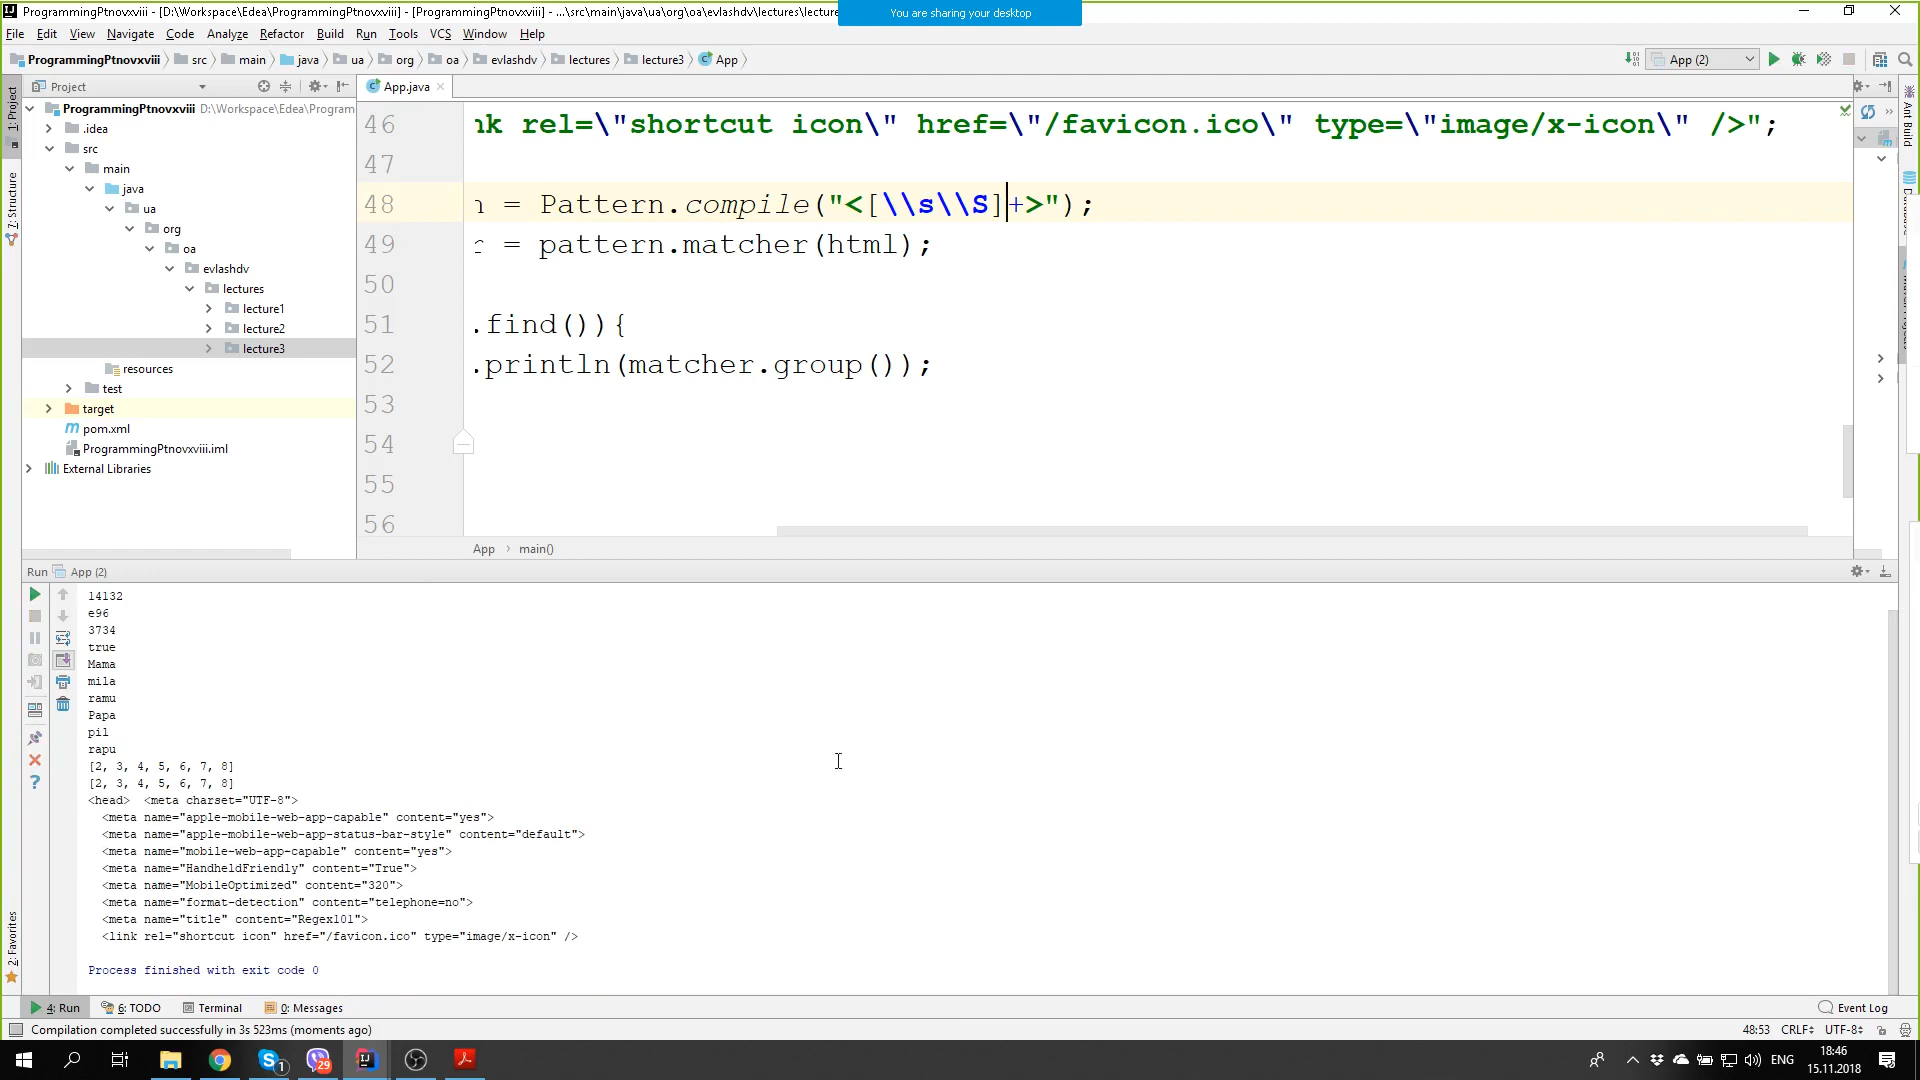 ProgrammingPtnovxviii - [D:\Workspace\Edea\ProgrammingPtnovxviii] - [ProgrammingPtnovxviii] - ...\src\main\java\ua\org\oa\evlashdv\lectures\lecture
You are sharing your desktop
File Edit View Navigate Code Analyze Refactor Build Run Tools VCS Window Help
ProgrammingPtnovxviii src main java ua org oa evlashdv lectures lecture3 App
App (2)
Project
App.java
1: Project
7: Structure
2: Favorites
Ant Build
ProgrammingPtnovxviii D:\Workspace\Edea\Program
.idea
src
main
java
ua
org
oa
evlashdv
lectures
lecture1
lecture2
lecture3
resources
test
target
pom.xml
ProgrammingPtnovxviii.iml
External Libraries
46 nk rel=\"shortcut icon\" href=\"/favicon.ico\" type=\"image/x-icon\" />";
47
48 n = Pattern.compile("<[\\s\\S]+>");
49 r = pattern.matcher(html);
50
51 .find()){
52 .println(matcher.group());
53
54
55
56
App main()
Run App (2)
14132
e96
3734
true
Mama
mila
ramu
Papa
pil
rapu
[2, 3, 4, 5, 6, 7, 8]
[2, 3, 4, 5, 6, 7, 8]
<head>  <meta charset="UTF-8">
<meta name="apple-mobile-web-app-capable" content="yes">
<meta name="apple-mobile-web-app-status-bar-style" content="default">
<meta name="mobile-web-app-capable" content="yes">
<meta name="HandheldFriendly" content="True">
<meta name="MobileOptimized" content="320">
<meta name="format-detection" content="telephone=no">
<meta name="title" content="Regex101">
<link rel="shortcut icon" href="/favicon.ico" type="image/x-icon" />
Process finished with exit code 0
4: Run 6: TODO Terminal 0: Messages Event Log
Compilation completed successfully in 3s 523ms (moments ago)
48:53 CRLF UTF-8
1
29
ENG
18:46
15.11.2018